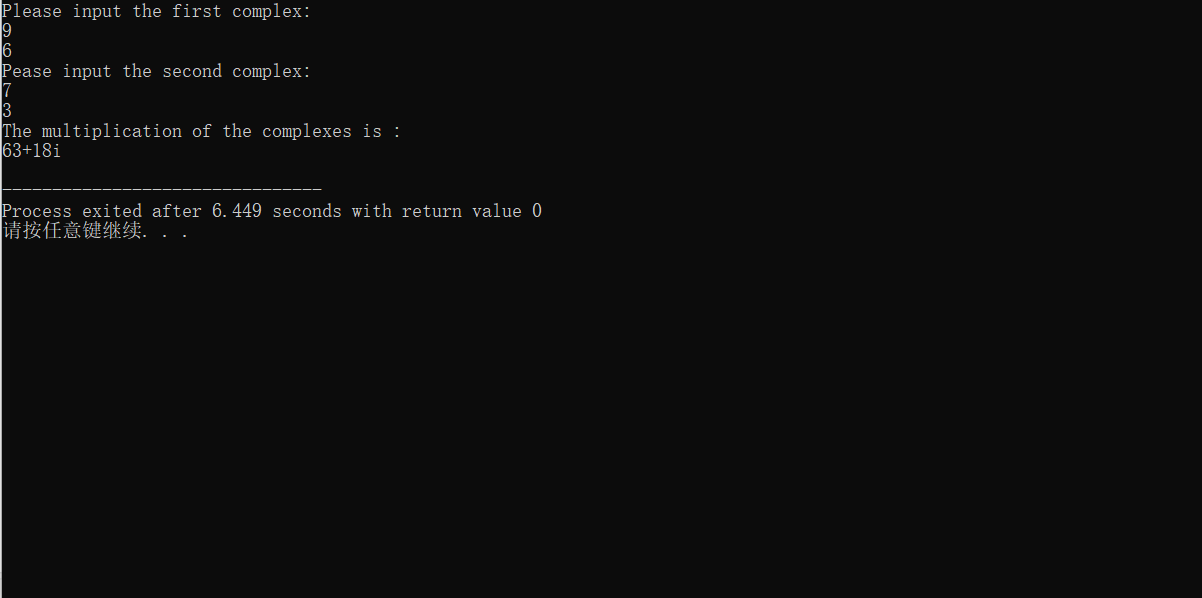 Please input the first complex:
9
6
Pease input the second complex:
7
3
The multiplication of the complexes is :
63+18i
--------------------------------
Process exited after 6.449 seconds with return value 0
请按任意键继续. . .